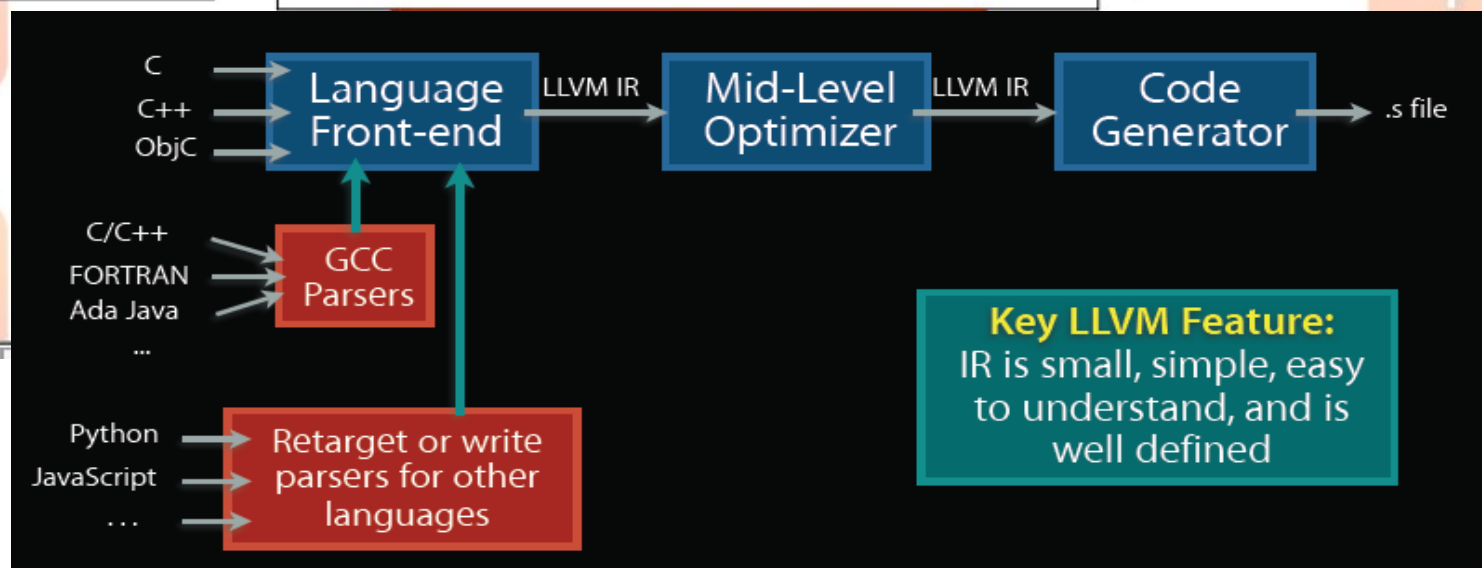 C
C++
ObjC
Language
Front-end
LLVM IR
Mid-Level
Optimizer
LLVM IR
Code
Generator
.s file
C/C++
FORTRAN
Ada Java
...
GCC
Parsers
Python
JavaScript
...
Retarget or write
parsers for other
languages
Key LLVM Feature:
IR is small, simple, easy
to understand, and is
well defined